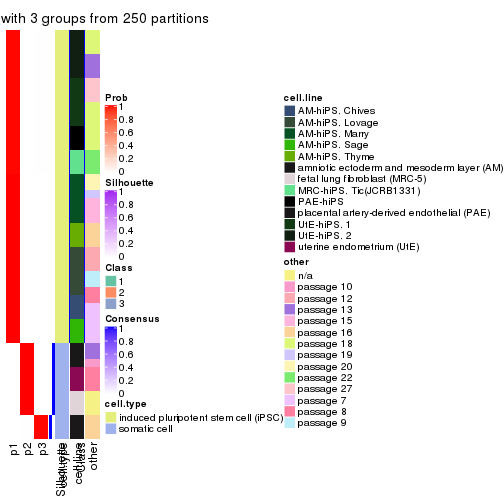 with 3 groups from 250 partitions
Prob
1
0.8
0.6
0.4
0.2
0
Silhouette
1
0.8
0.6
0.4
0.2
0
Class
1
2
3
Consensus
1
0.8
0.6
0.4
0.2
0
cell.type
induced pluripotent stem cell (iPSC)
somatic cell
cell.line
AM-hiPS. Chives
AM-hiPS. Lovage
AM-hiPS. Marry
AM-hiPS. Sage
AM-hiPS. Thyme
amniotic ectoderm and mesoderm layer (AM)
fetal lung fibroblast (MRC-5)
MRC-hiPS. Tic(JCRB1331)
PAE-hiPS
placental artery-derived endothelial (PAE)
UtE-hiPS. 1
UtE-hiPS. 2
uterine endometrium (UtE)
other
n/a
passage 10
passage 12
passage 13
passage 15
passage 16
passage 18
passage 19
passage 20
passage 22
passage 27
passage 7
passage 8
passage 9
p1
p2
p3
Silhouette
cell.type
cell.line
Class
other